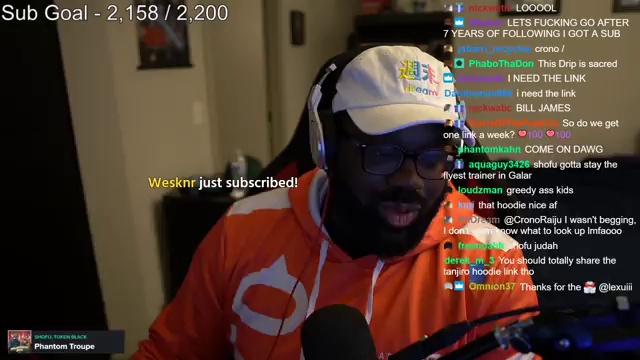 Sub Goal - 2,158 / 2,200
nickwatic: LOOOOL
LETS FUCKING GO AFTER
7 YEARS OF FOLLOWING I GOT A SUB
crono /
PhaboThaDon: This Drip is sacred
I NEED THE LINK
i need the link
nickwatic: BILL JAMES
So do we get
one link a week? 100 100
phantomkahn: COME ON DAWG
aquaguy3426: shofu gotta stay the
flyest trainer in Galar
loudzman: greedy ass kids
that hoodie nice af
@CronoRaiju I wasn't begging,
I don't even know what to look up lmfaooo
shofu judah
derek_m_3: You should totally share the
tanjiro hoodie link tho
Omnion37: Thanks for the @lexuiii
週末
Wesknr just subscribed!
SHOFU, TOKEN BLACK
Phantom Troupe